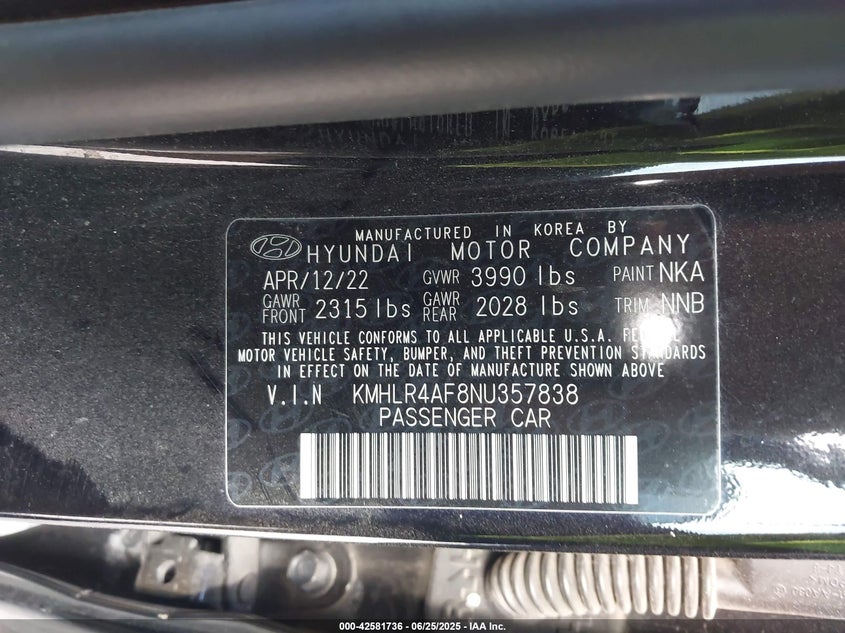 MANUFACTURED IN KOREA BY
HYUNDAI MOTOR COMPANY
APR/12/22 GVWR 3990 lbs PAINT NKA
GAWR FRONT 2315 lbs GAWR REAR 2028 lbs TRIM NNB
THIS VEHICLE CONFORMS TO ALL APPLICABLE U.S.A.
MOTOR VEHICLE SAFETY, BUMPER, AND THEFT PREVENTION STANDARDS
IN EFFECT ON THE DATE OF MANUFACTURE SHOWN ABOVE
V.I.N KMHLR4AF8NU357838
PASSENGER CAR
000-42581736 - 06/25/2025 - IAA Inc.